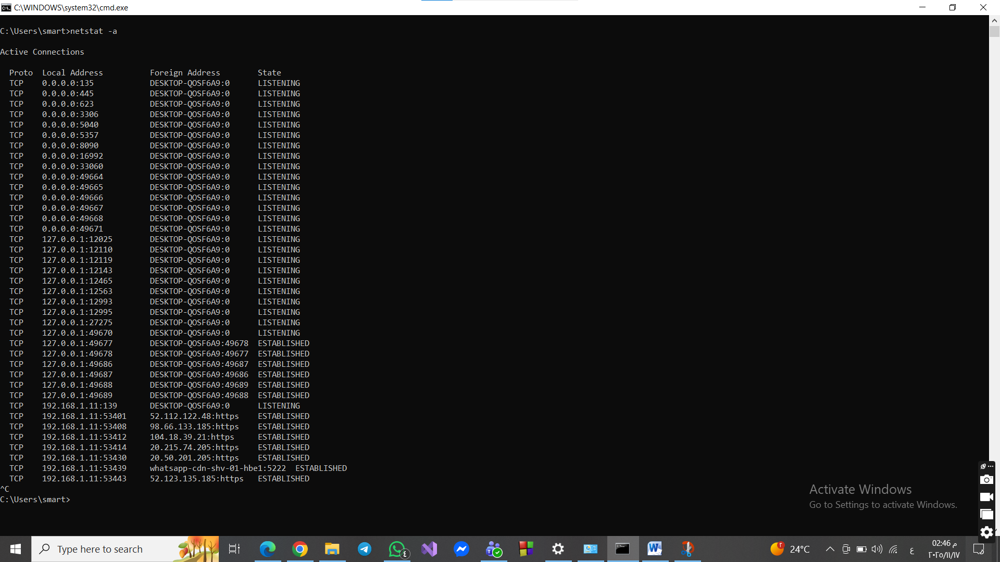 C:\WINDOWS\system32\cmd.exe
C:\Users\smart>netstat -a
Active Connections
Proto  Local Address          Foreign Address        State
TCP    0.0.0.0:135            DESKTOP-QOSF6A9:0      LISTENING
TCP    0.0.0.0:445            DESKTOP-QOSF6A9:0      LISTENING
TCP    0.0.0.0:623            DESKTOP-QOSF6A9:0      LISTENING
TCP    0.0.0.0:3306           DESKTOP-QOSF6A9:0      LISTENING
TCP    0.0.0.0:5040           DESKTOP-QOSF6A9:0      LISTENING
TCP    0.0.0.0:5357           DESKTOP-QOSF6A9:0      LISTENING
TCP    0.0.0.0:8090           DESKTOP-QOSF6A9:0      LISTENING
TCP    0.0.0.0:16992          DESKTOP-QOSF6A9:0      LISTENING
TCP    0.0.0.0:33060          DESKTOP-QOSF6A9:0      LISTENING
TCP    0.0.0.0:49664          DESKTOP-QOSF6A9:0      LISTENING
TCP    0.0.0.0:49665          DESKTOP-QOSF6A9:0      LISTENING
TCP    0.0.0.0:49666          DESKTOP-QOSF6A9:0      LISTENING
TCP    0.0.0.0:49667          DESKTOP-QOSF6A9:0      LISTENING
TCP    0.0.0.0:49668          DESKTOP-QOSF6A9:0      LISTENING
TCP    0.0.0.0:49671          DESKTOP-QOSF6A9:0      LISTENING
TCP    127.0.0.1:12025        DESKTOP-QOSF6A9:0      LISTENING
TCP    127.0.0.1:12110        DESKTOP-QOSF6A9:0      LISTENING
TCP    127.0.0.1:12119        DESKTOP-QOSF6A9:0      LISTENING
TCP    127.0.0.1:12143        DESKTOP-QOSF6A9:0      LISTENING
TCP    127.0.0.1:12465        DESKTOP-QOSF6A9:0      LISTENING
TCP    127.0.0.1:12563        DESKTOP-QOSF6A9:0      LISTENING
TCP    127.0.0.1:12993        DESKTOP-QOSF6A9:0      LISTENING
TCP    127.0.0.1:12995        DESKTOP-QOSF6A9:0      LISTENING
TCP    127.0.0.1:27275        DESKTOP-QOSF6A9:0      LISTENING
TCP    127.0.0.1:49670        DESKTOP-QOSF6A9:0      LISTENING
TCP    127.0.0.1:49677        DESKTOP-QOSF6A9:49678  ESTABLISHED
TCP    127.0.0.1:49678        DESKTOP-QOSF6A9:49677  ESTABLISHED
TCP    127.0.0.1:49686        DESKTOP-QOSF6A9:49687  ESTABLISHED
TCP    127.0.0.1:49687        DESKTOP-QOSF6A9:49686  ESTABLISHED
TCP    127.0.0.1:49688        DESKTOP-QOSF6A9:49689  ESTABLISHED
TCP    127.0.0.1:49689        DESKTOP-QOSF6A9:49688  ESTABLISHED
TCP    192.168.1.11:139       DESKTOP-QOSF6A9:0      LISTENING
TCP    192.168.1.11:53401     52.112.122.48:https    ESTABLISHED
TCP    192.168.1.11:53408     98.66.133.185:https    ESTABLISHED
TCP    192.168.1.11:53412     104.18.39.21:https     ESTABLISHED
TCP    192.168.1.11:53414     20.215.74.205:https    ESTABLISHED
TCP    192.168.1.11:53430     20.50.201.205:https    ESTABLISHED
TCP    192.168.1.11:53439     whatsapp-cdn-shv-01-hbe1:5222  ESTABLISHED
TCP    192.168.1.11:53443     52.123.135.185:https   ESTABLISHED
^C
C:\Users\smart>
Activate Windows
Go to Settings to activate Windows.
Type here to search
٤
٢
24°C
ع
02:46 م
٢٠٢٥/١١/١٧